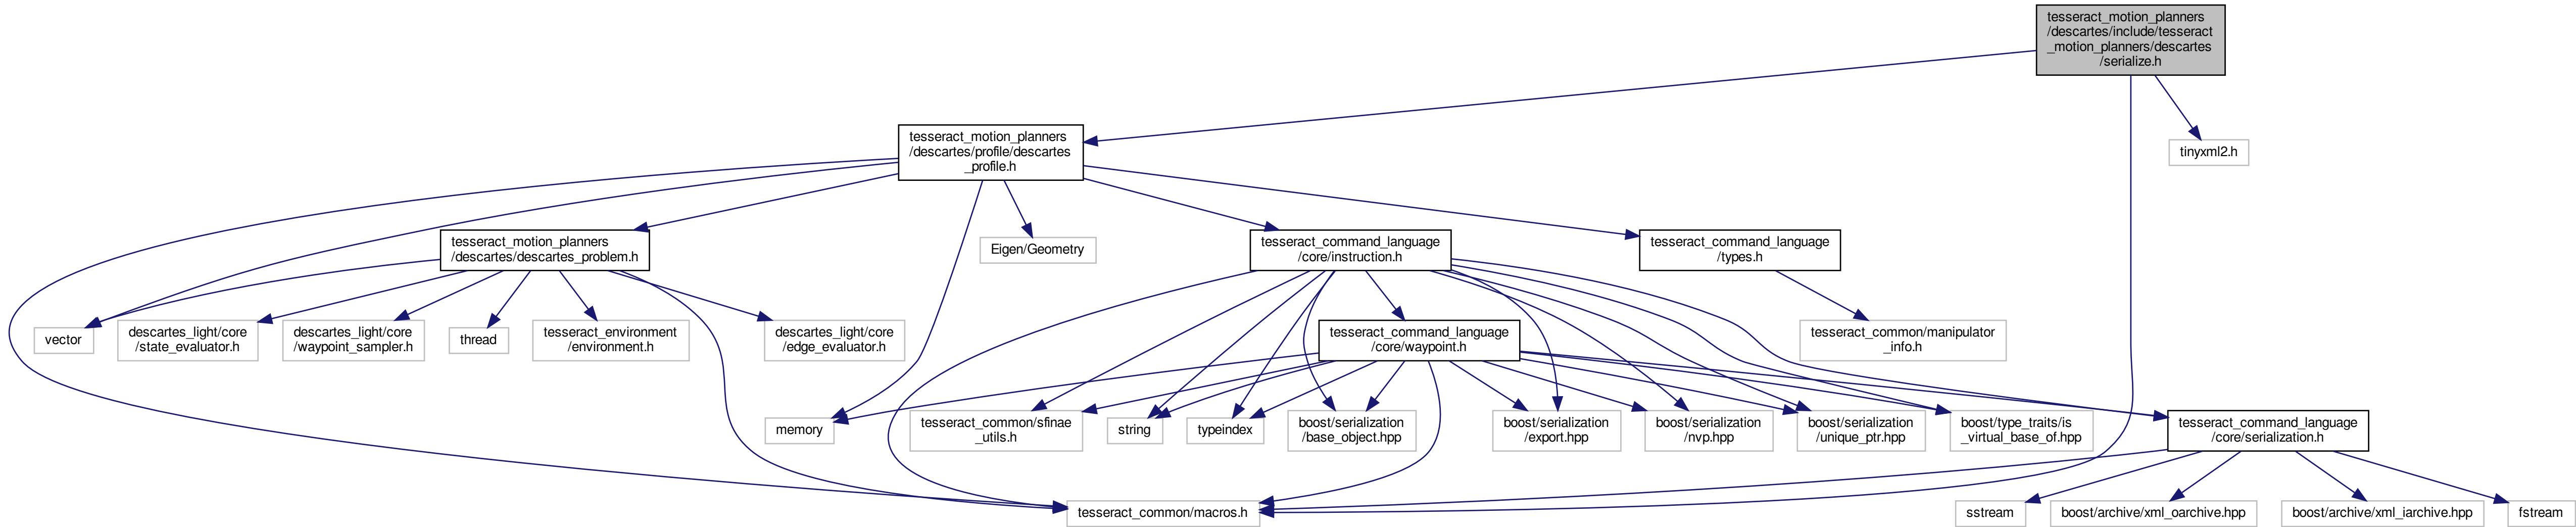 tesseract_motion_planners
/descartes/include/tesseract
_motion_planners/descartes
/serialize.h
tesseract_motion_planners
/descartes/profile/descartes
_profile.h
tinyxml2.h
tesseract_motion_planners
/descartes/descartes_problem.h
Eigen/Geometry
tesseract_command_language
/core/instruction.h
tesseract_command_language
/types.h
vector
descartes_light/core
/state_evaluator.h
descartes_light/core
/waypoint_sampler.h
thread
tesseract_environment
/environment.h
descartes_light/core
/edge_evaluator.h
tesseract_command_language
/core/waypoint.h
tesseract_common/manipulator
_info.h
memory
tesseract_common/sfinae
_utils.h
string
typeindex
boost/serialization
/base_object.hpp
boost/serialization
/export.hpp
boost/serialization
/nvp.hpp
boost/serialization
/unique_ptr.hpp
boost/type_traits/is
_virtual_base_of.hpp
tesseract_command_language
/core/serialization.h
tesseract_common/macros.h
sstream
boost/archive/xml_oarchive.hpp
boost/archive/xml_iarchive.hpp
fstream